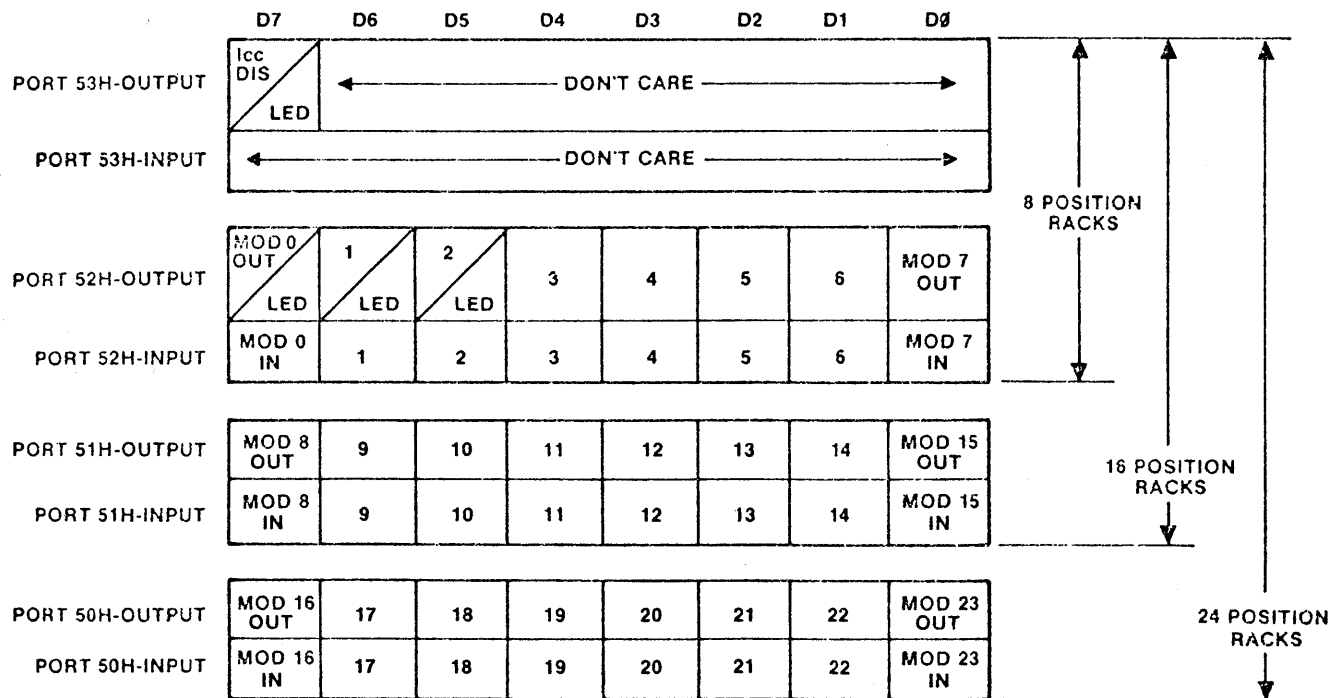 D7 D6 D5 D4 D3 D2 D1 DØ
PORT 53H-OUTPUT
Icc
DIS
LED
DON'T CARE
PORT 53H-INPUT
DON'T CARE
8 POSITION
RACKS
PORT 52H-OUTPUT
MOD 0
OUT
LED
1
LED
2
LED
3 4 5 6
MOD 7
OUT
PORT 52H-INPUT
MOD 0
IN
1 2 3 4 5 6
MOD 7
IN
PORT 51H-OUTPUT
MOD 8
OUT
9 10 11 12 13 14
MOD 15
OUT
PORT 51H-INPUT
MOD 8
IN
9 10 11 12 13 14
MOD 15
IN
16 POSITION
RACKS
PORT 50H-OUTPUT
MOD 16
OUT
17 18 19 20 21 22
MOD 23
OUT
PORT 50H-INPUT
MOD 16
IN
17 18 19 20 21 22
MOD 23
IN
24 POSITION
RACKS